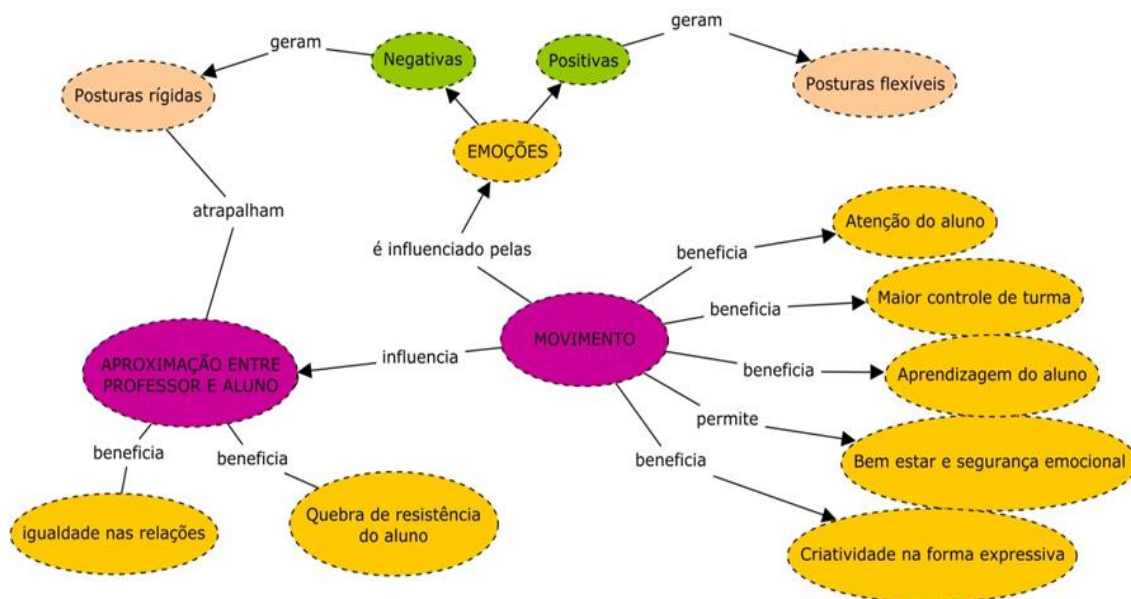 geram
Negativas
Positivas
geram
Posturas rígidas
Posturas flexíveis
EMOÇÕES
atrapalham
é influenciado pelas
beneficia
Atenção do aluno
beneficia
Maior controle de turma
MOVIMENTO
influencia
APROXIMAÇÃO ENTRE
PROFESSOR E ALUNO
beneficia
Aprendizagem do aluno
permite
Bem estar e segurança emocional
beneficia
Criatividade na forma expressiva
beneficia
beneficia
igualdade nas relações
Quebra de resistência
do aluno